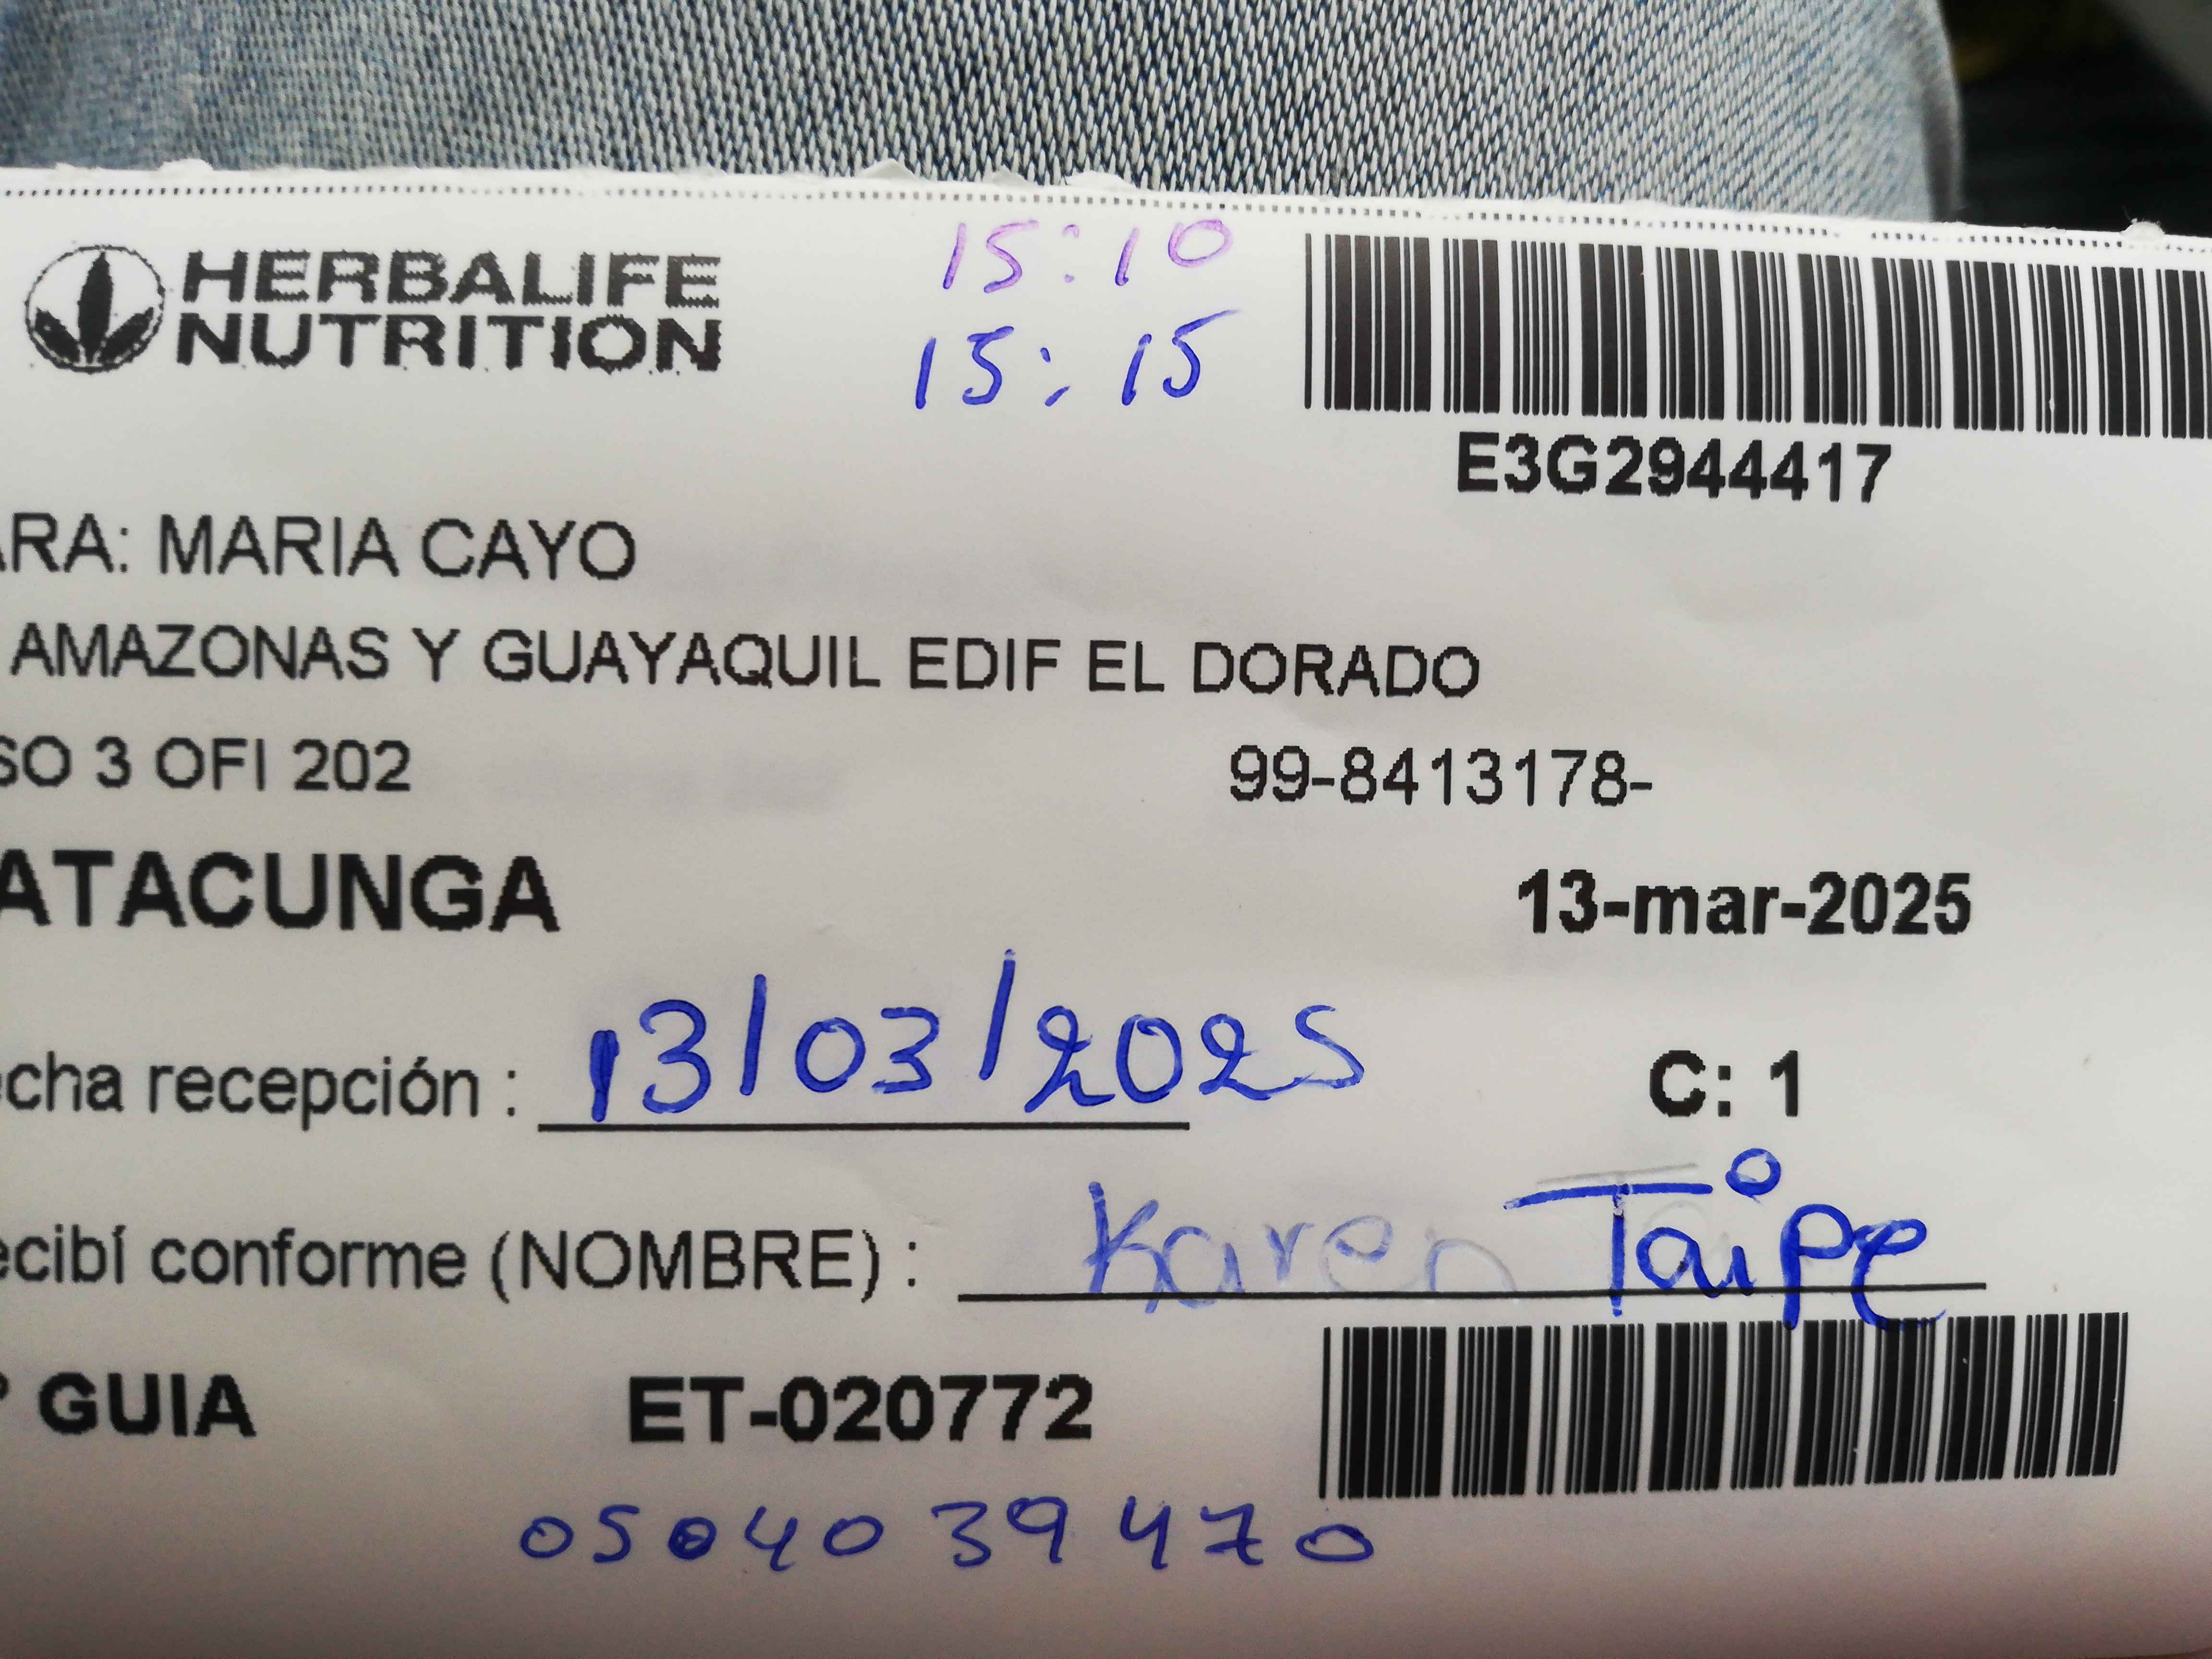 HERBALIFE
NUTRITION
15:10
15:15
E3G2944417
ARA: MARIA CAYO
AMAZONAS Y GUAYAQUIL EDIF EL DORADO
SO 3 OFI 202
99-8413178-
ATACUNGA
13-mar-2025
echa recepción : 13/03/2025
C: 1
ecibí conforme (NOMBRE) : Karen Taipe
° GUIA ET-020772
0504039470